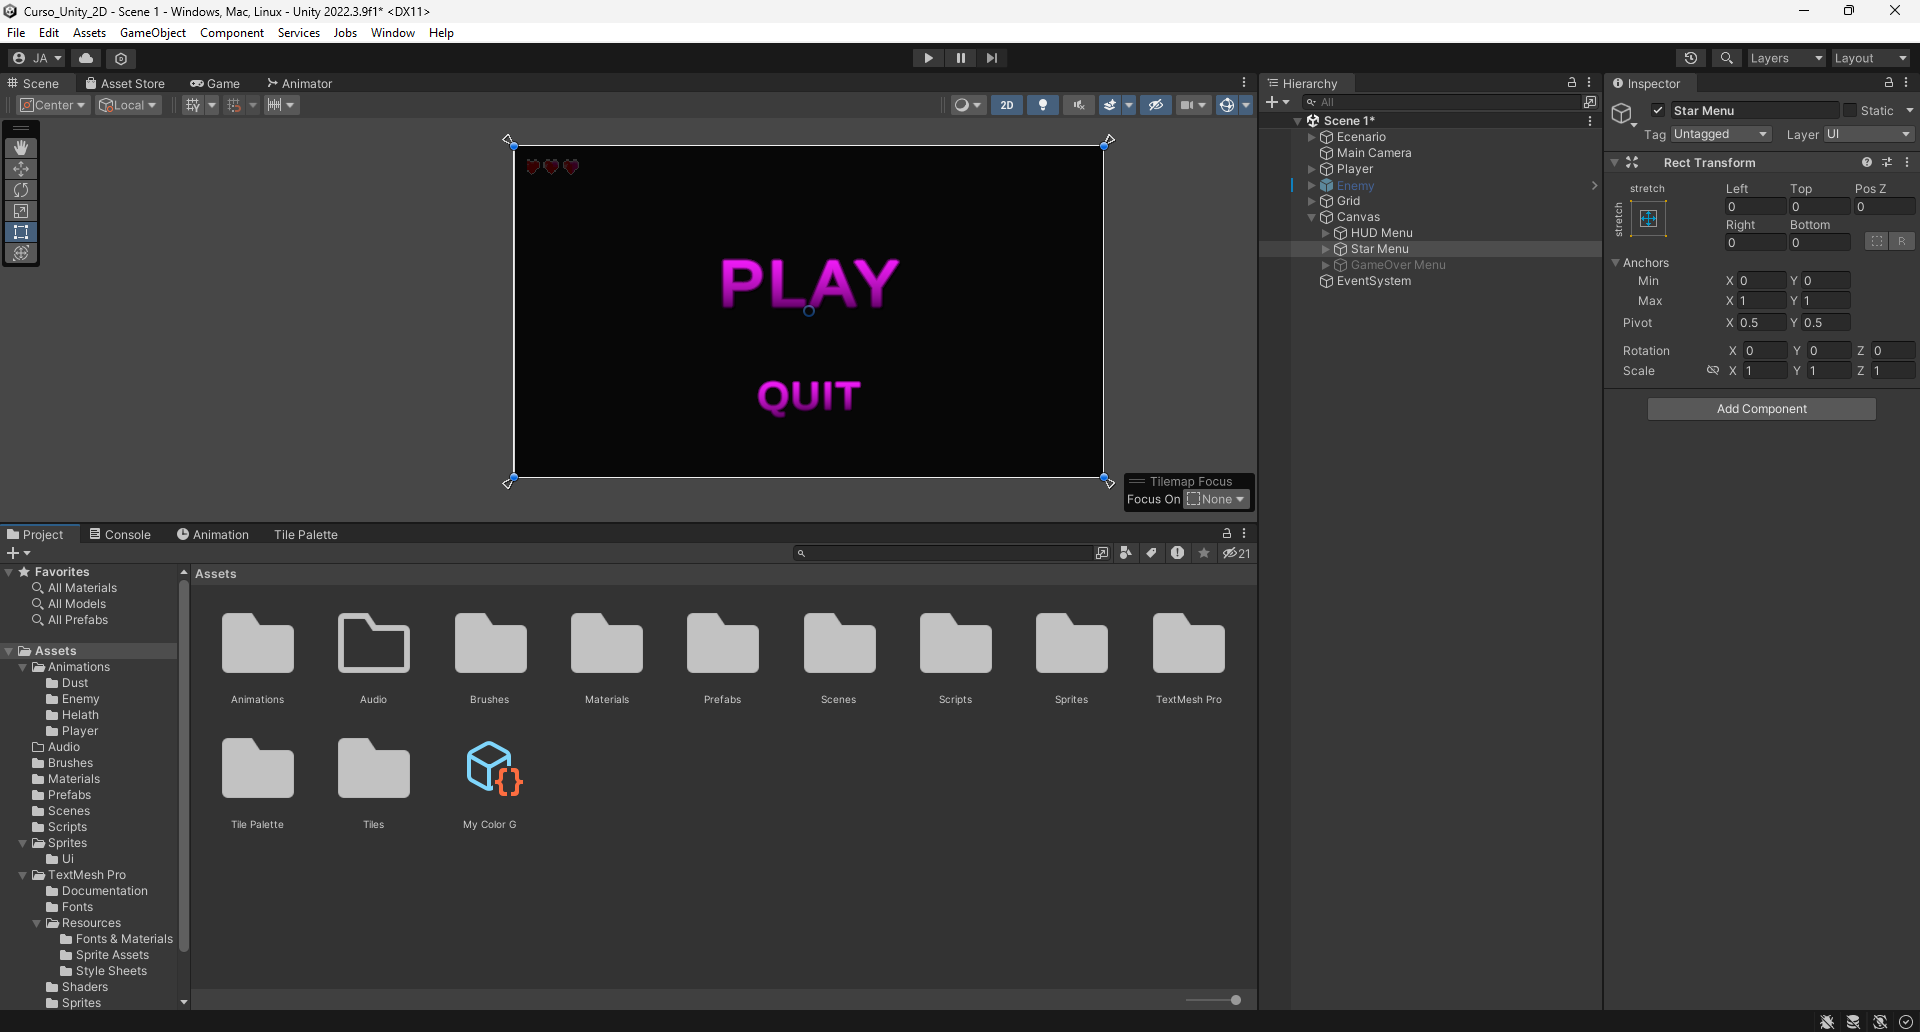 Curso_Unity_2D - Scene 1 - Windows, Mac, Linux - Unity 2022.3.9f1* <DX11>
File Edit Assets GameObject Component Services Jobs Window Help
JA
Layers Layout
Scene Asset Store Game Animator
Center Local
2D
PLAY
QUIT
Tilemap Focus
Focus On None
Hierarchy
All
Scene 1*
Ecenario
Main Camera
Player
Enemy
Grid
Canvas
HUD Menu
Star Menu
GameOver Menu
EventSystem
Inspector
Star Menu Static
Tag Untagged Layer UI
Rect Transform
stretch Left Top Pos Z
stretch
0 0 0
Right Bottom
0 0 R
Anchors
Min X 0 Y 0
Max X 1 Y 1
Pivot X 0.5 Y 0.5
Rotation X 0 Y 0 Z 0
Scale X 1 Y 1 Z 1
Add Component
Project Console Animation Tile Palette
21
Favorites
All Materials
All Models
All Prefabs
Assets
Animations
Dust
Enemy
Helath
Player
Audio
Brushes
Materials
Prefabs
Scenes
Scripts
Sprites
Ui
TextMesh Pro
Documentation
Fonts
Resources
Fonts & Materials
Sprite Assets
Style Sheets
Shaders
Sprites
Assets
Animations Audio Brushes Materials Prefabs Scenes Scripts Sprites TextMesh Pro
Tile Palette Tiles My Color G